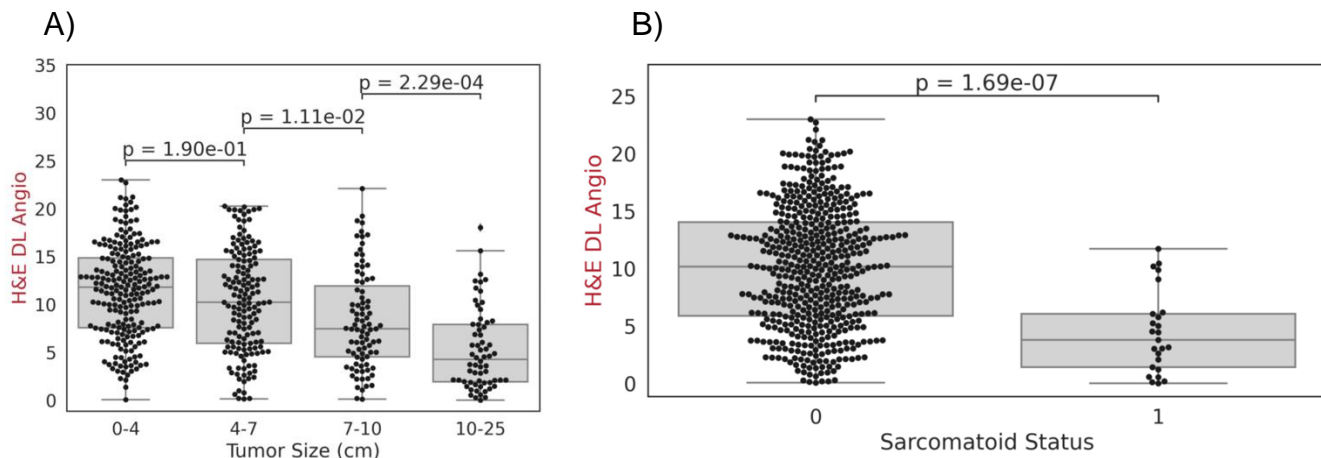 A)
35
30
25
20
15
10
5
0
H&E DL Angio
p = 1.90e-01
p = 1.11e-02
p = 2.29e-04
0-4 4-7 7-10 10-25
Tumor Size (cm)
B)
25
20
15
10
5
0
H&E DL Angio
p = 1.69e-07
0 1
Sarcomatoid Status